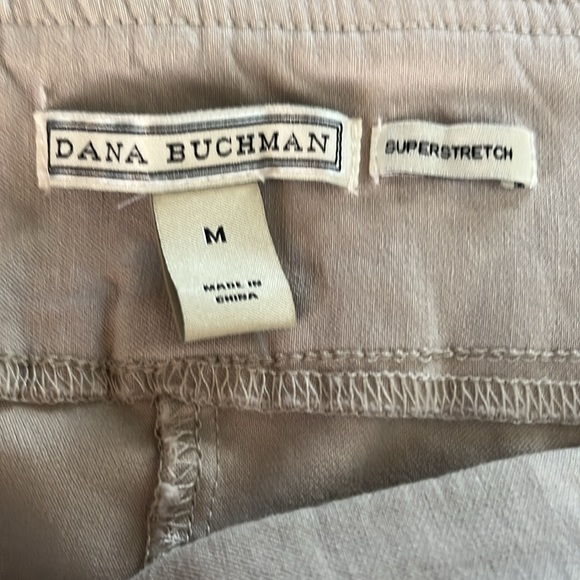 DANA BUCHMAN
SUPERSTRETCH
M
MADE IN
CHINA